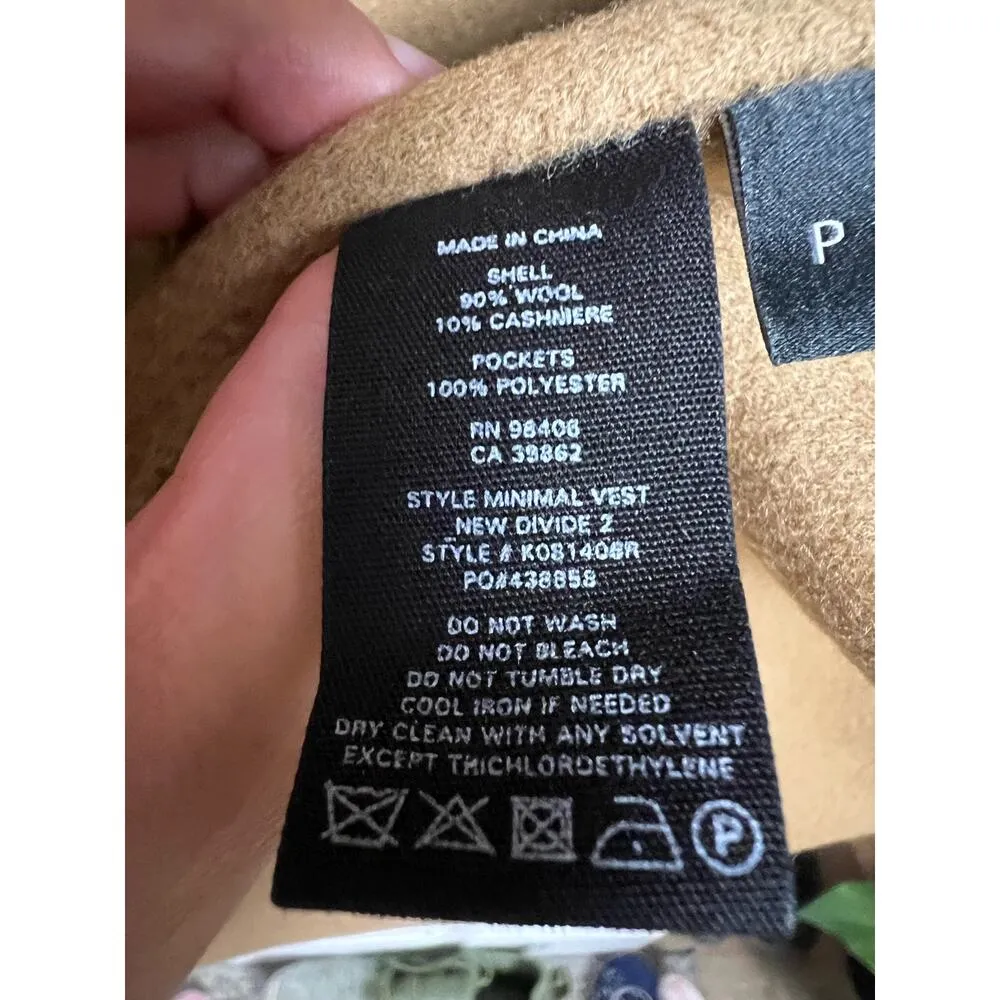 MADE IN CHINA
SHELL
90% WOOL
10% CASHMERE
POCKETS
100% POLYESTER
RN 98406
CA 39862
STYLE MINIMAL VEST
NEW DIVIDE 2
STYLE # K081406R
PO#438858
DO NOT WASH
DO NOT BLEACH
DO NOT TUMBLE DRY
COOL IRON IF NEEDED
DRY CLEAN WITH ANY SOLVENT
EXCEPT TRICHLOROETHYLENE
P
P